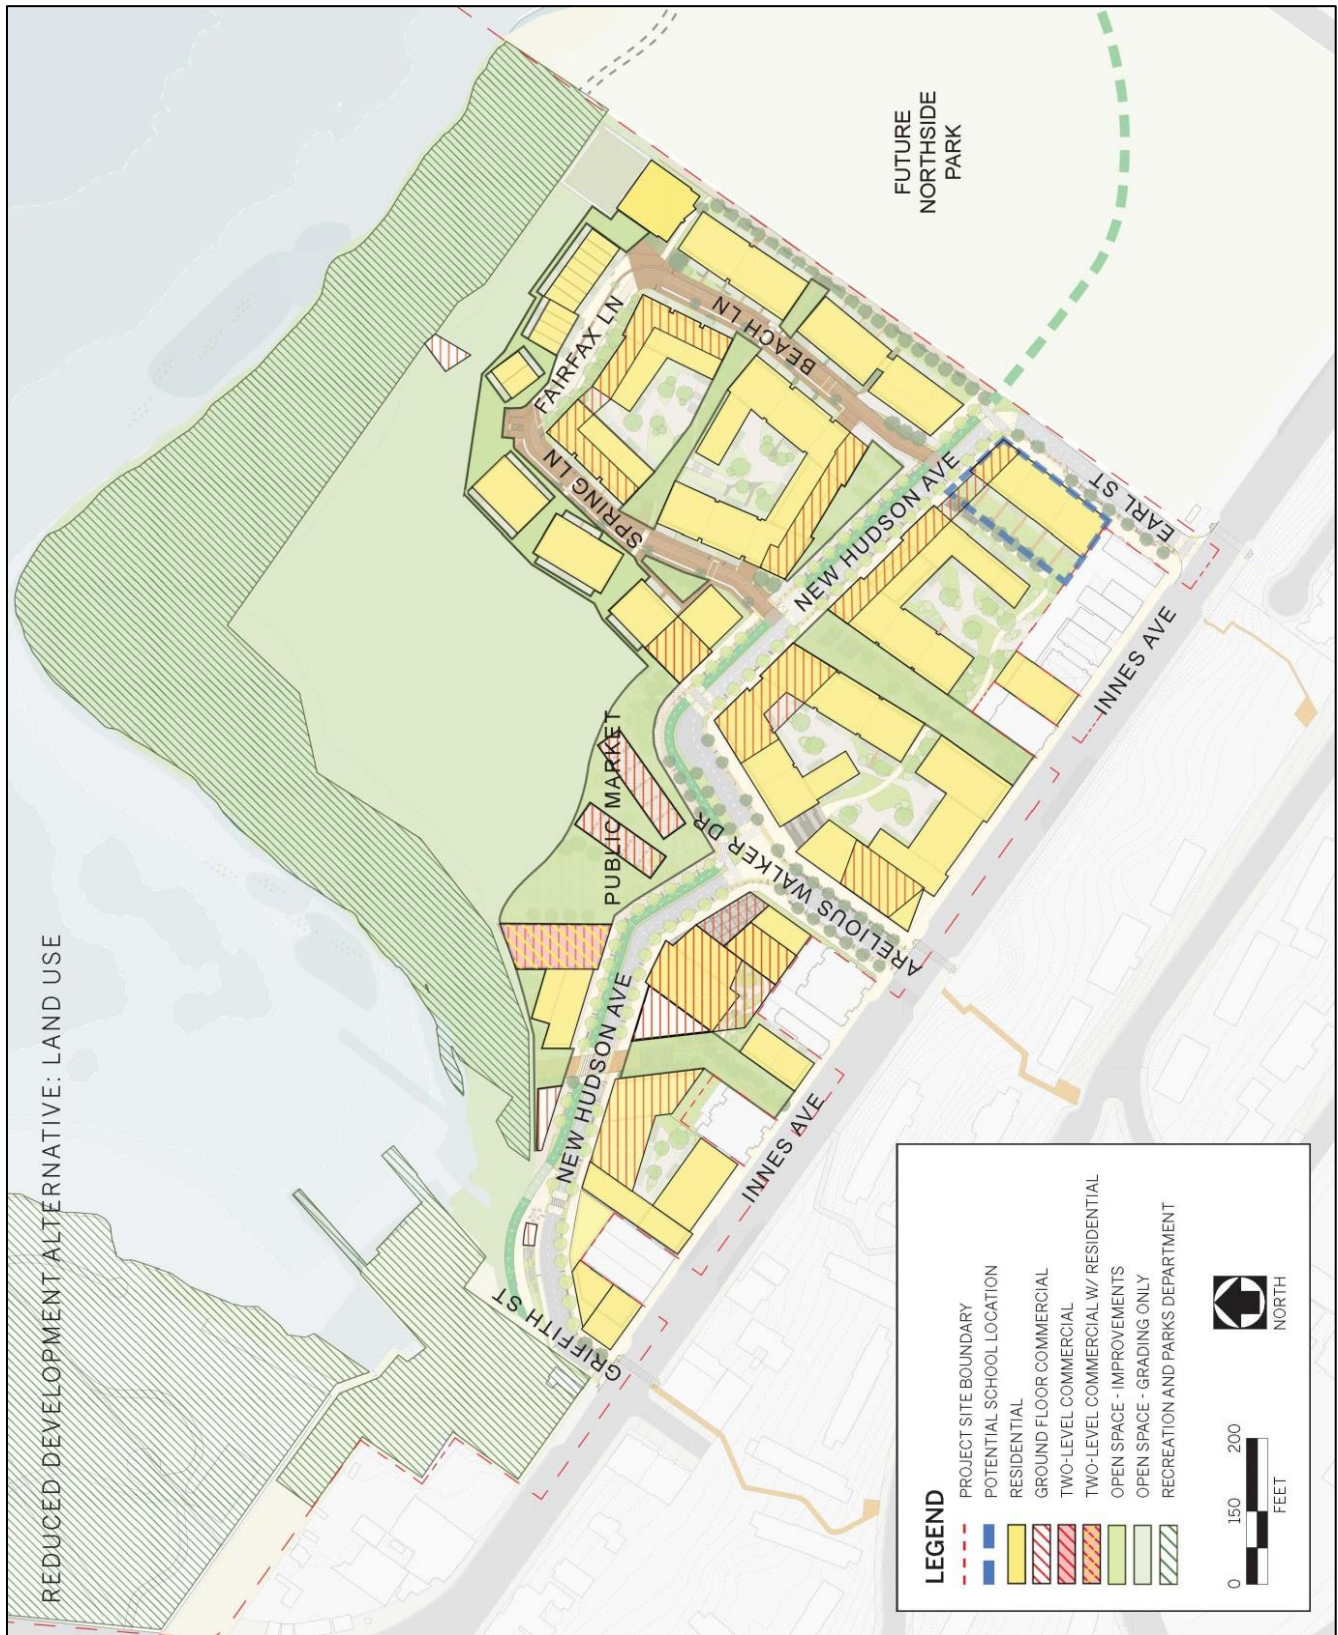 REDUCED DEVELOPMENT ALTERNATIVE: LAND USE
FUTURE
NORTHSIDE
PARK
FAIRFAX LN
BEACH LN
SPRING LN
NEW HUDSON AVE
EARL ST
INNES AVE
PUBLIC MARKET
ARELIOUS WALKER DR
NEW HUDSON AVE
INNES AVE
GRIFFITH ST
LEGEND
PROJECT SITE BOUNDARY
POTENTIAL SCHOOL LOCATION
RESIDENTIAL
GROUND FLOOR COMMERCIAL
TWO-LEVEL COMMERCIAL
TWO-LEVEL COMMERCIAL W/ RESIDENTIAL
OPEN SPACE - IMPROVEMENTS
OPEN SPACE - GRADING ONLY
RECREATION AND PARKS DEPARTMENT
0 150 200
FEET
NORTH